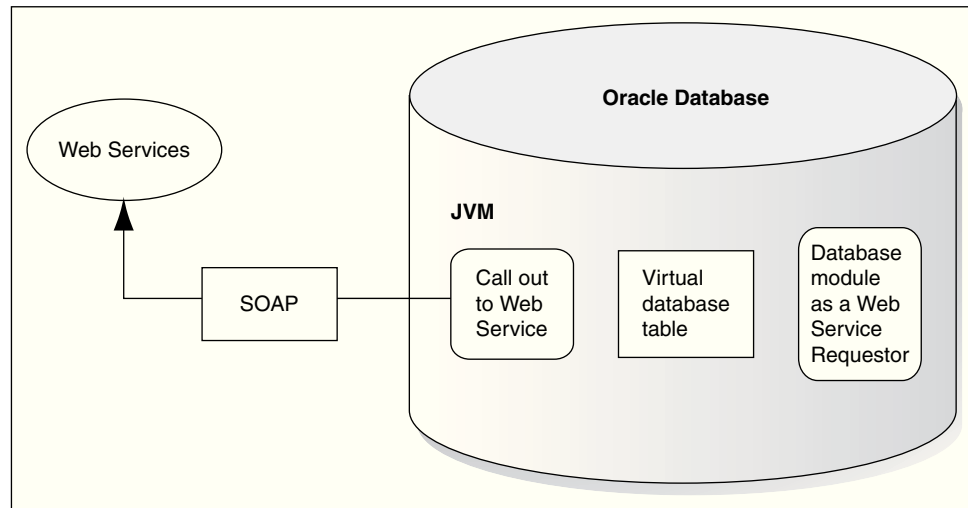 Oracle Database
Web Services
JVM
SOAP
Call out
to Web
Service
Virtual
database
table
Database
module
as a Web
Service
Requestor